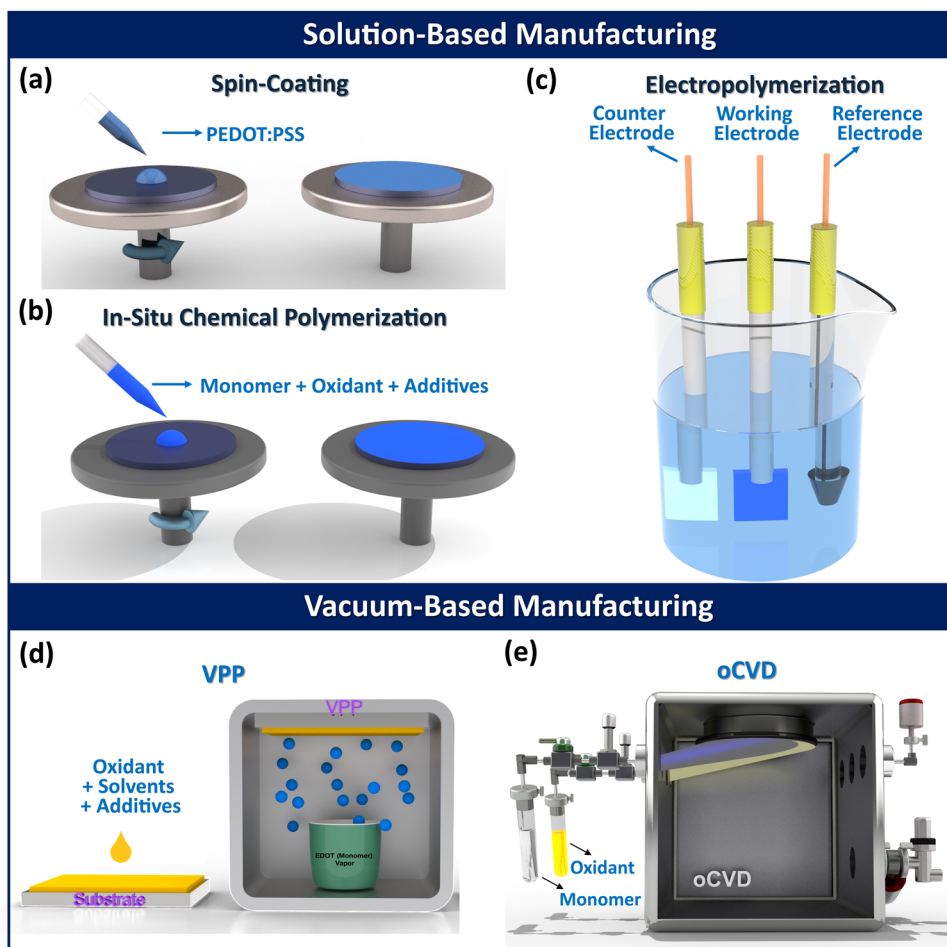 Solution-Based Manufacturing
(a)
Spin-Coating
PEDOT:PSS
(b)
In-Situ Chemical Polymerization
Monomer + Oxidant + Additives
(c)
Electropolymerization
Counter
Electrode
Working
Electrode
Reference
Electrode
Vacuum-Based Manufacturing
(d)
VPP
Oxidant
+ Solvents
+ Additives
Substrate
VPP
EDOT (Monomer)
Vapor
(e)
oCVD
Oxidant
Monomer
oCVD